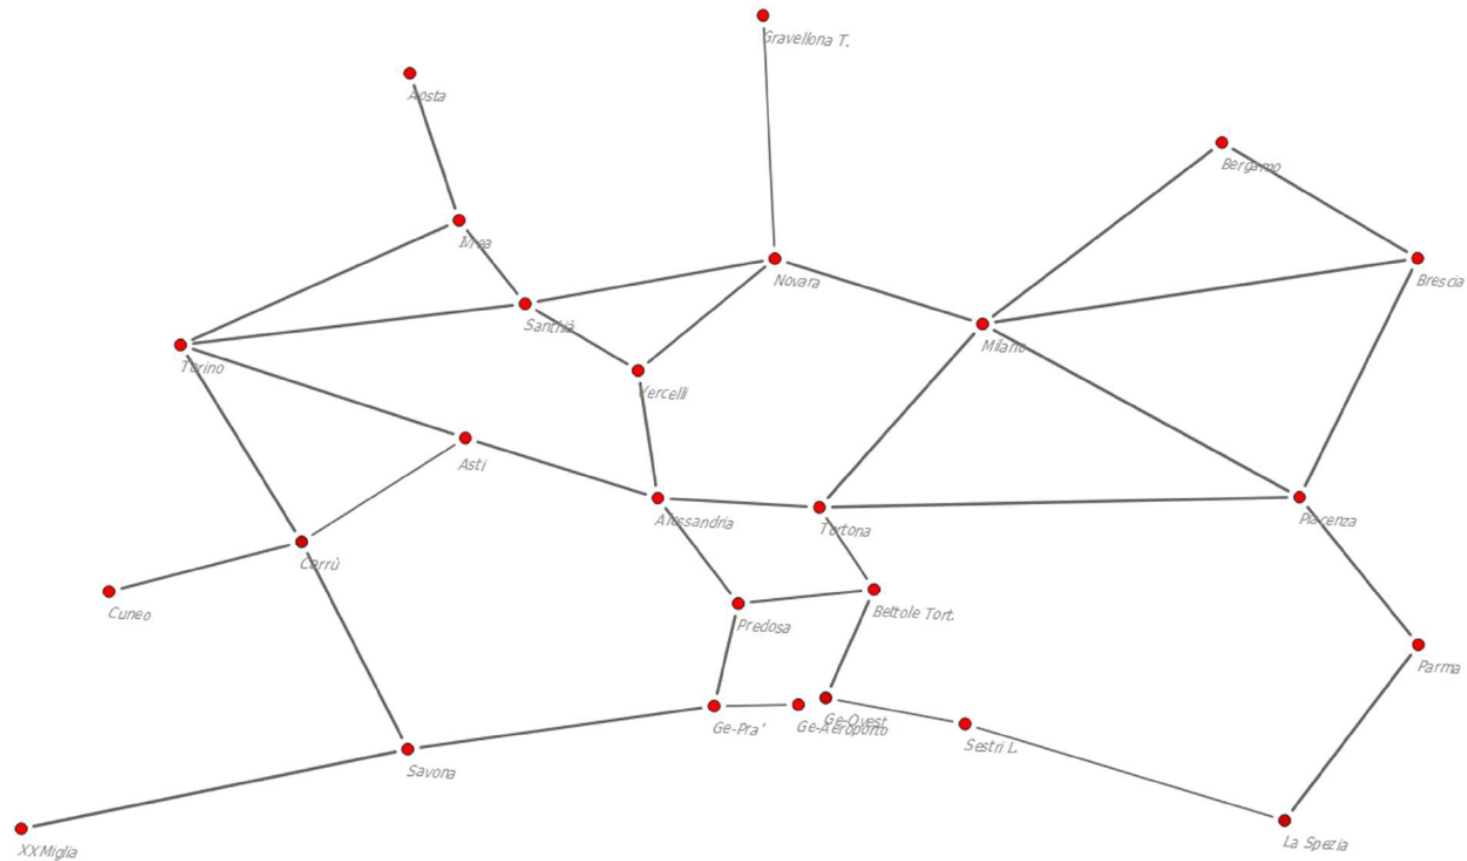 Gravellona T.
Aosta
Bergamo
Ivrea
Novara
Brescia
Santhià
Milano
Torino
Vercelli
Asti
Alessandria
Tortona
Piacenza
Carrù
Cuneo
Bettole Tort.
Predosa
Parma
Ge-Ovest
Ge-Pra'
Ge-Aeroporto
Sestri L.
Savona
La Spezia
XXMiglia